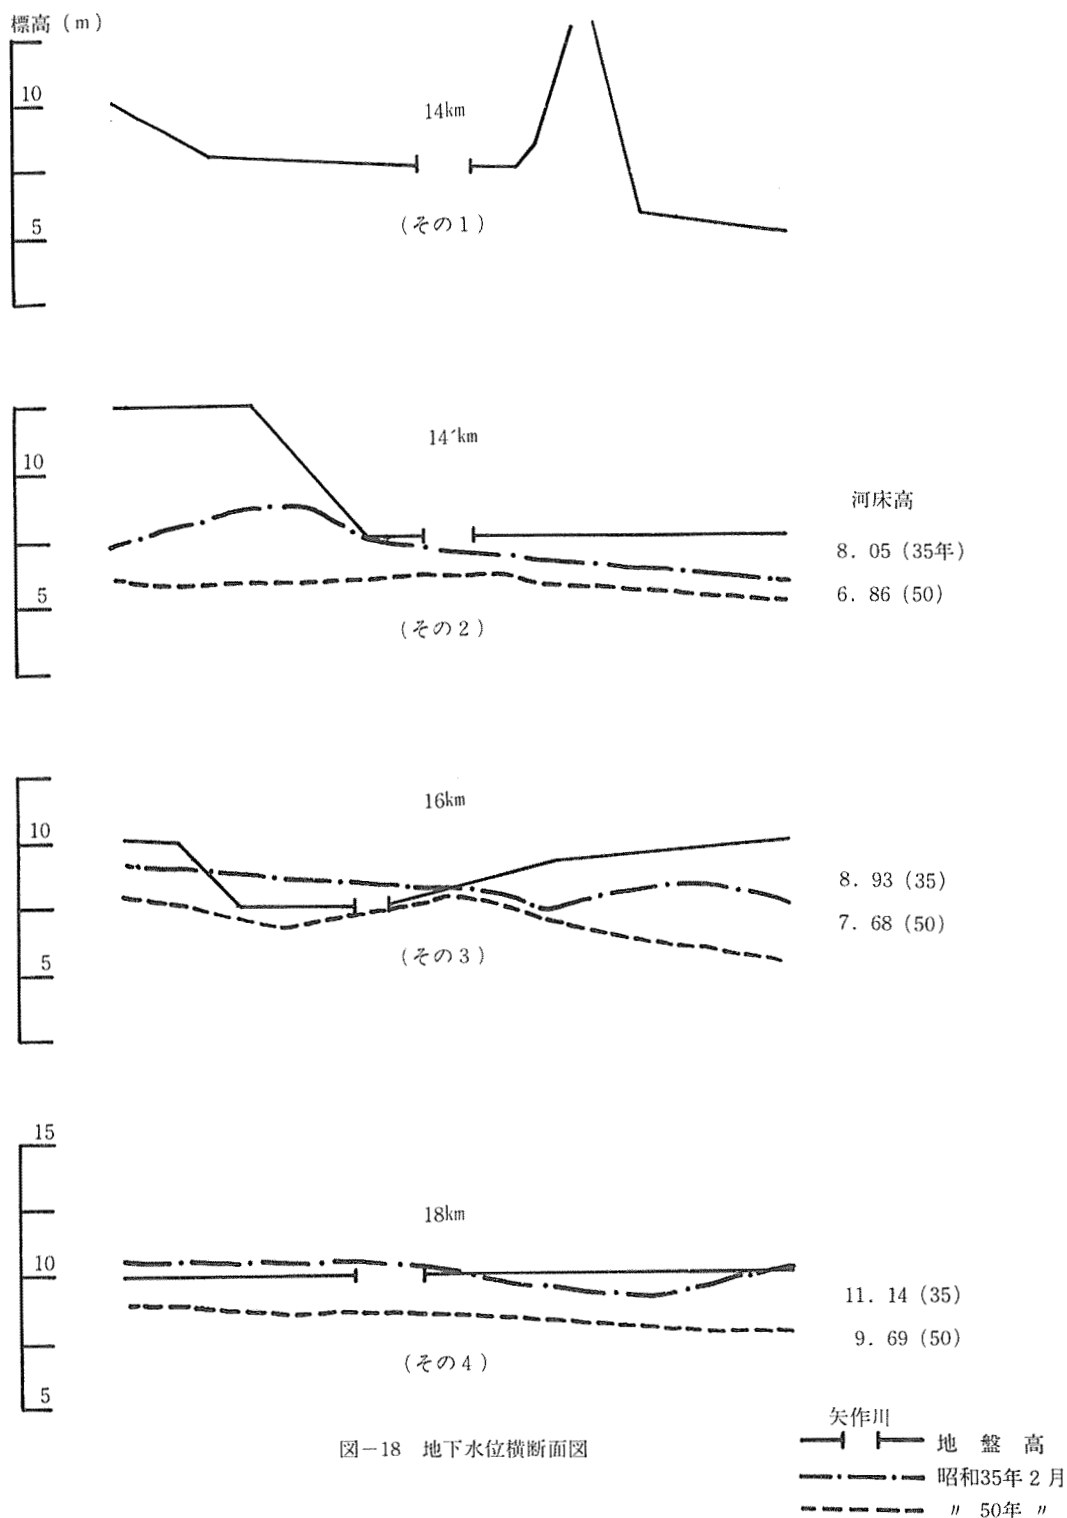 標高（m）
10
14km
5
（その1）
14´km
10
河床高
8.05（35年）
6.86（50）
5
（その2）
16km
10
8.93（35）
7.68（50）
5
（その3）
15
18km
10
11.14（35）
9.69（50）
（その4）
5
矢作川
図－18 地下水位横断面図
地盤高
昭和35年2月
〃 50年 〃